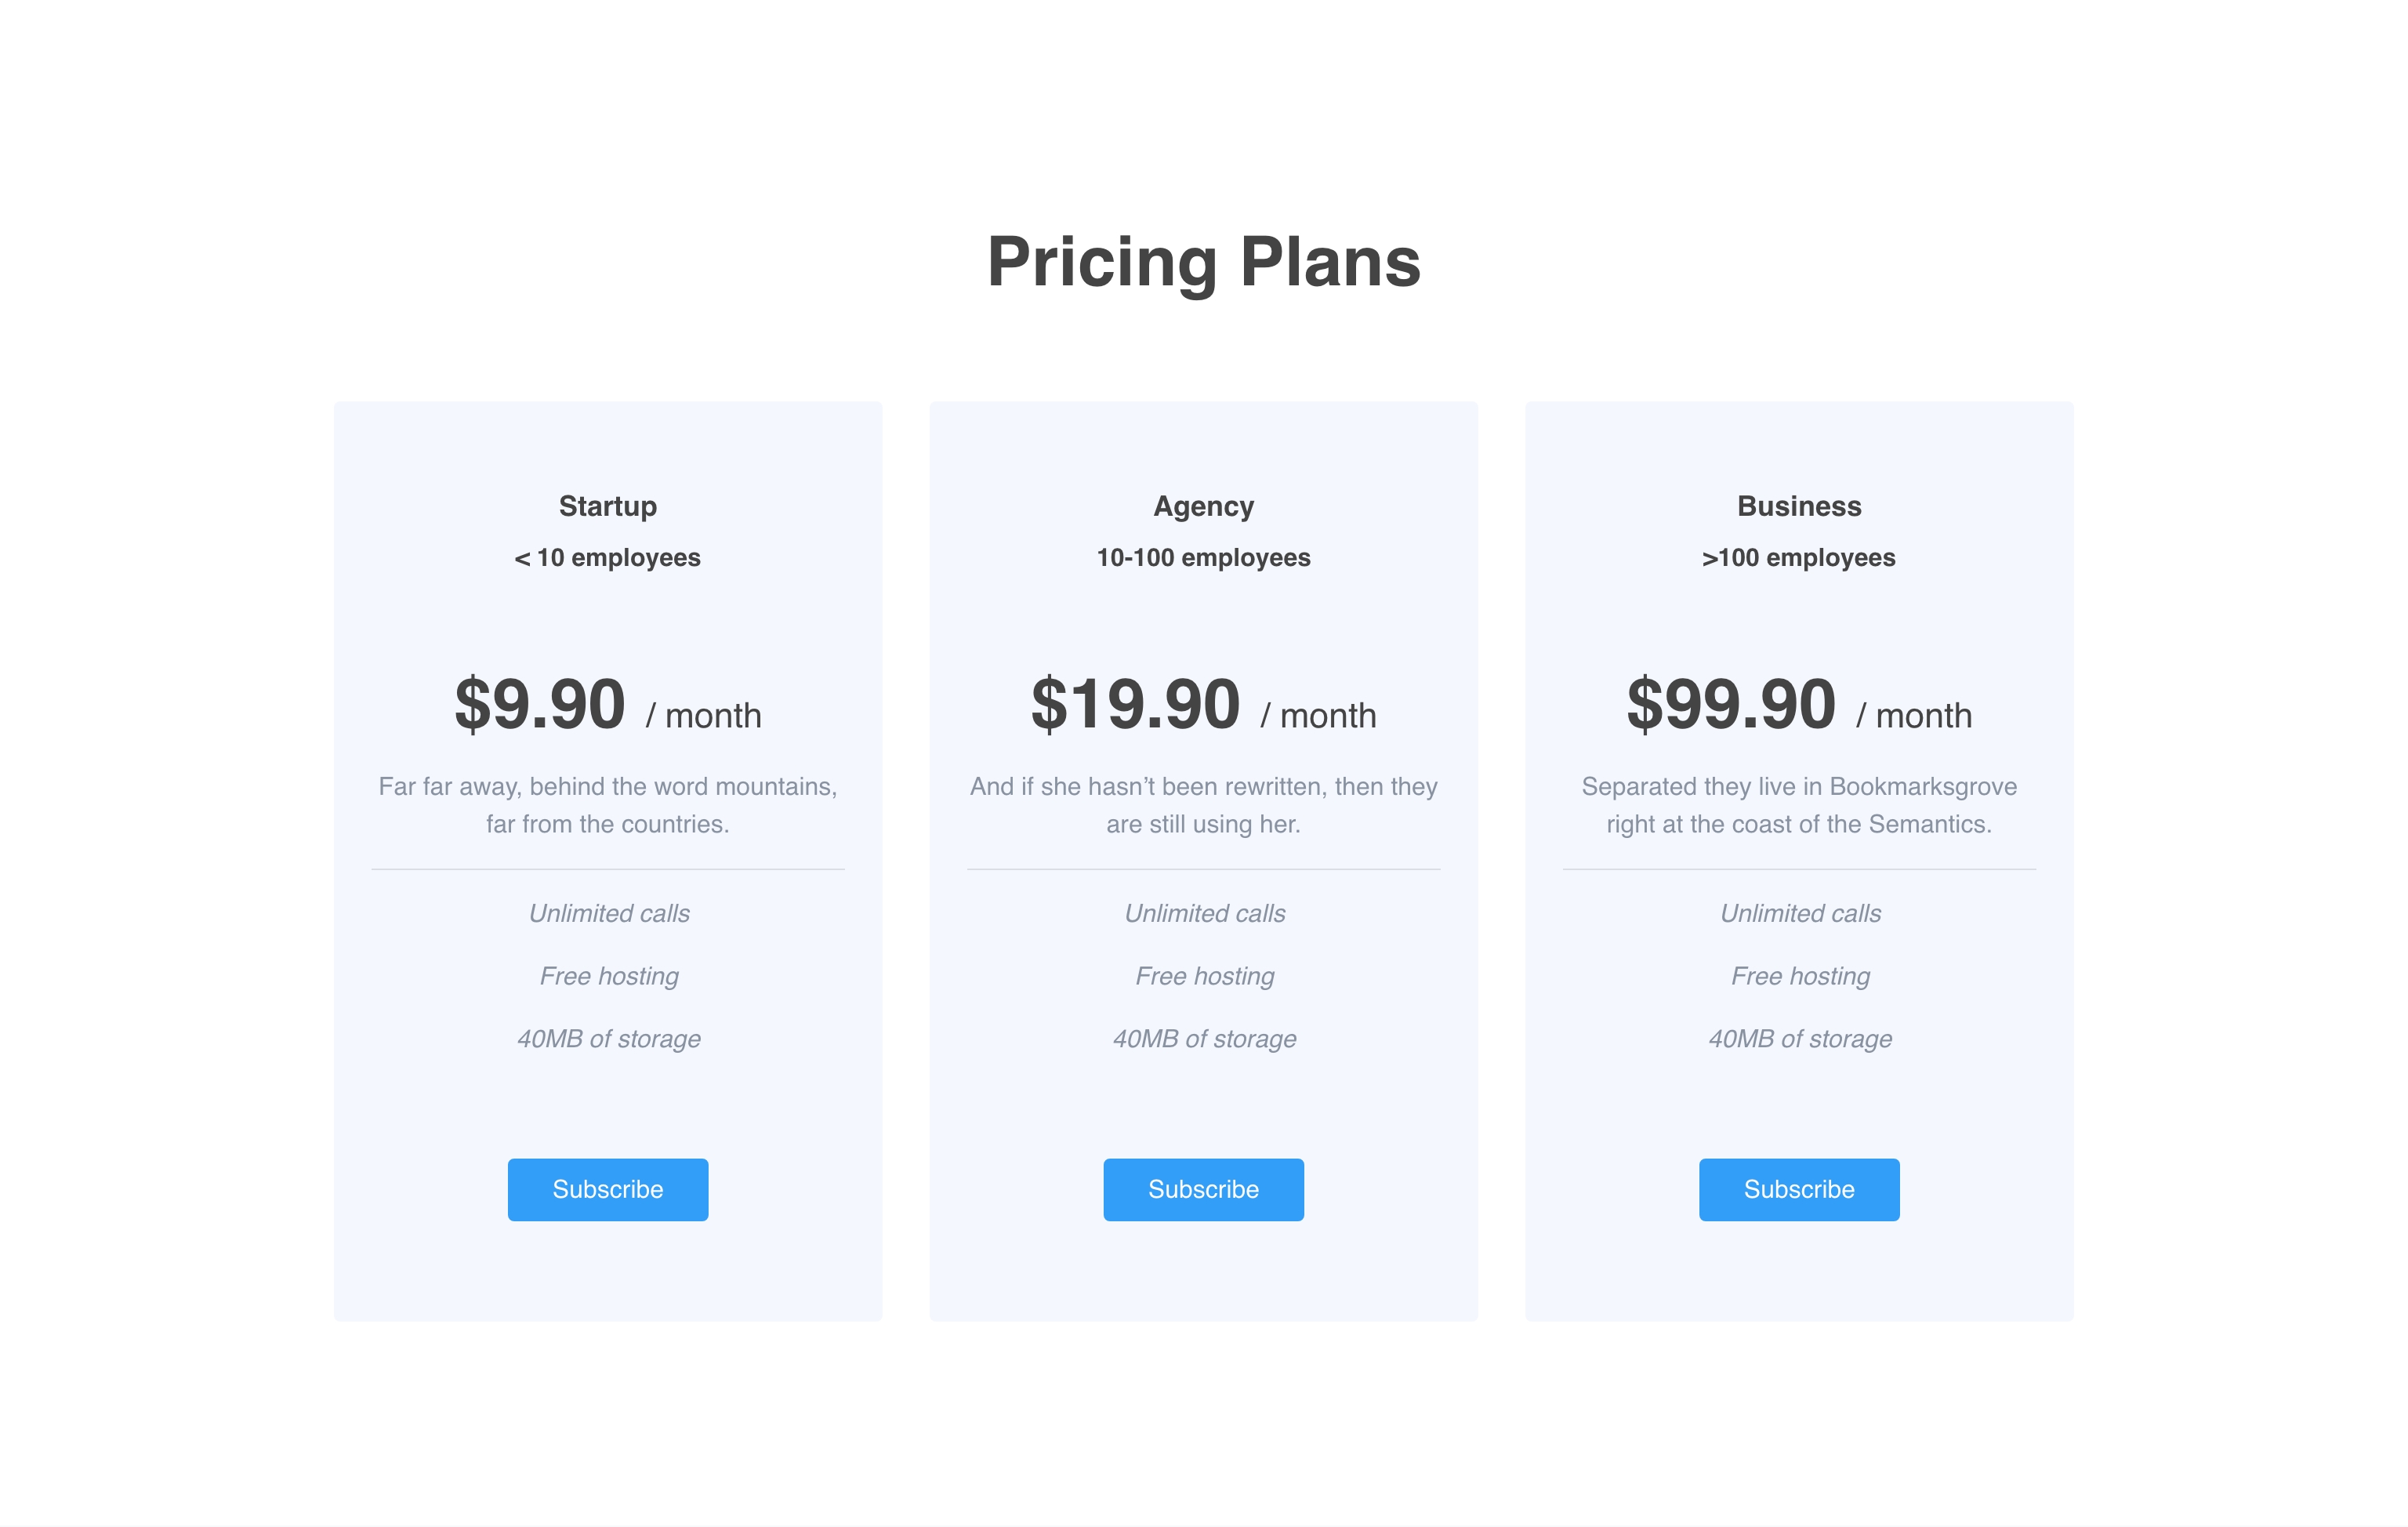 Pricing Plans
Startup
< 10 employees
$9.90 / month
Far far away, behind the word mountains,
far from the countries.
Unlimited calls
Free hosting
40MB of storage
Subscribe
Agency
10-100 employees
$19.90 / month
And if she hasn’t been rewritten, then they
are still using her.
Unlimited calls
Free hosting
40MB of storage
Subscribe
Business
>100 employees
$99.90 / month
Separated they live in Bookmarksgrove
right at the coast of the Semantics.
Unlimited calls
Free hosting
40MB of storage
Subscribe